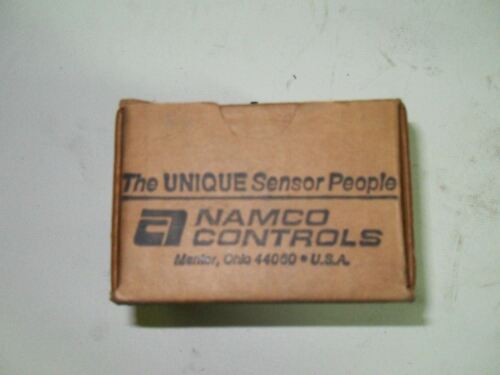 The UNIQUE Sensor People
NAMCO
CONTROLS
Mentor, Ohio 44060 • U.S.A.